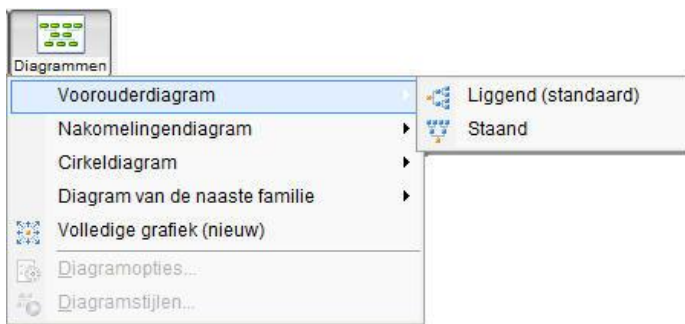 Diagrammen
Voorouderdiagram
Liggend (standaard)
Nakomelingendiagram
Staand
Cirkeldiagram
Diagram van de naaste familie
Volledige grafiek (nieuw)
Diagramopties...
Diagramstijlen...